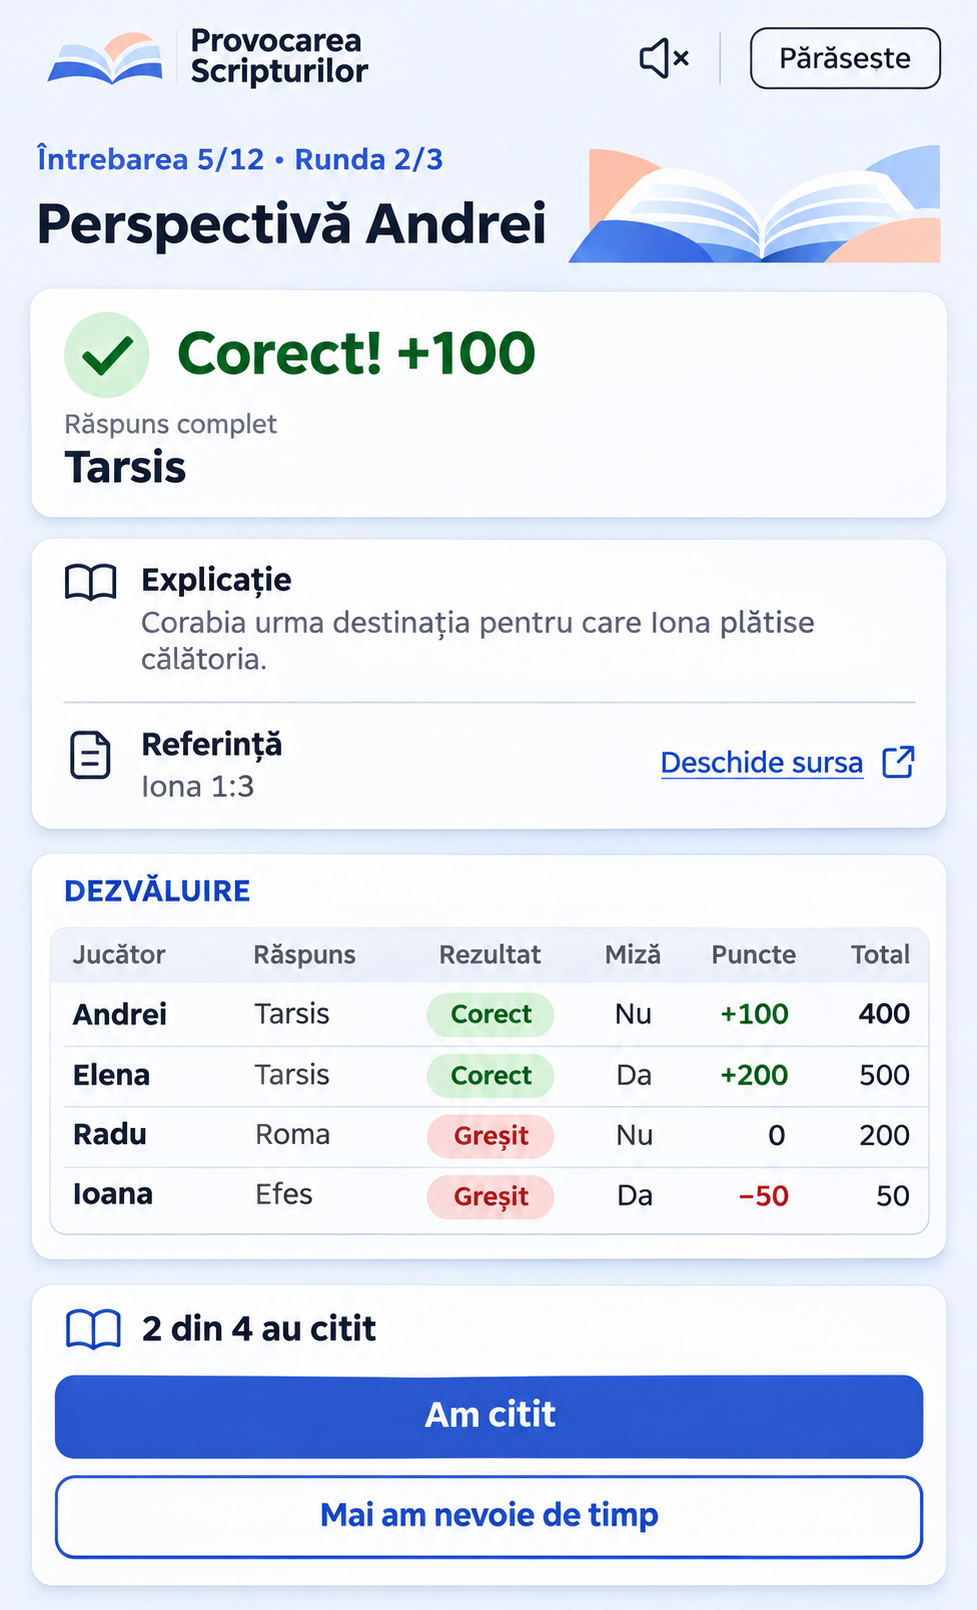 Provocarea
Scripturilor
Părăsește
Întrebarea 5/12 • Runda 2/3
Perspectivă Andrei
Corect! +100
Răspuns complet
Tarsis
Explicație
Corabia urma destinația pentru care Iona plătise
călătoria.
Referință
Iona 1:3
Deschide sursa
DEZVĂLUIRE
Jucător Răspuns Rezultat Miză Puncte Total
Andrei Tarsis Corect Nu +100 400
Elena Tarsis Corect Da +200 500
Radu Roma Greșit Nu 0 200
Ioana Efes Greșit Da −50 50
2 din 4 au citit
Am citit
Mai am nevoie de timp